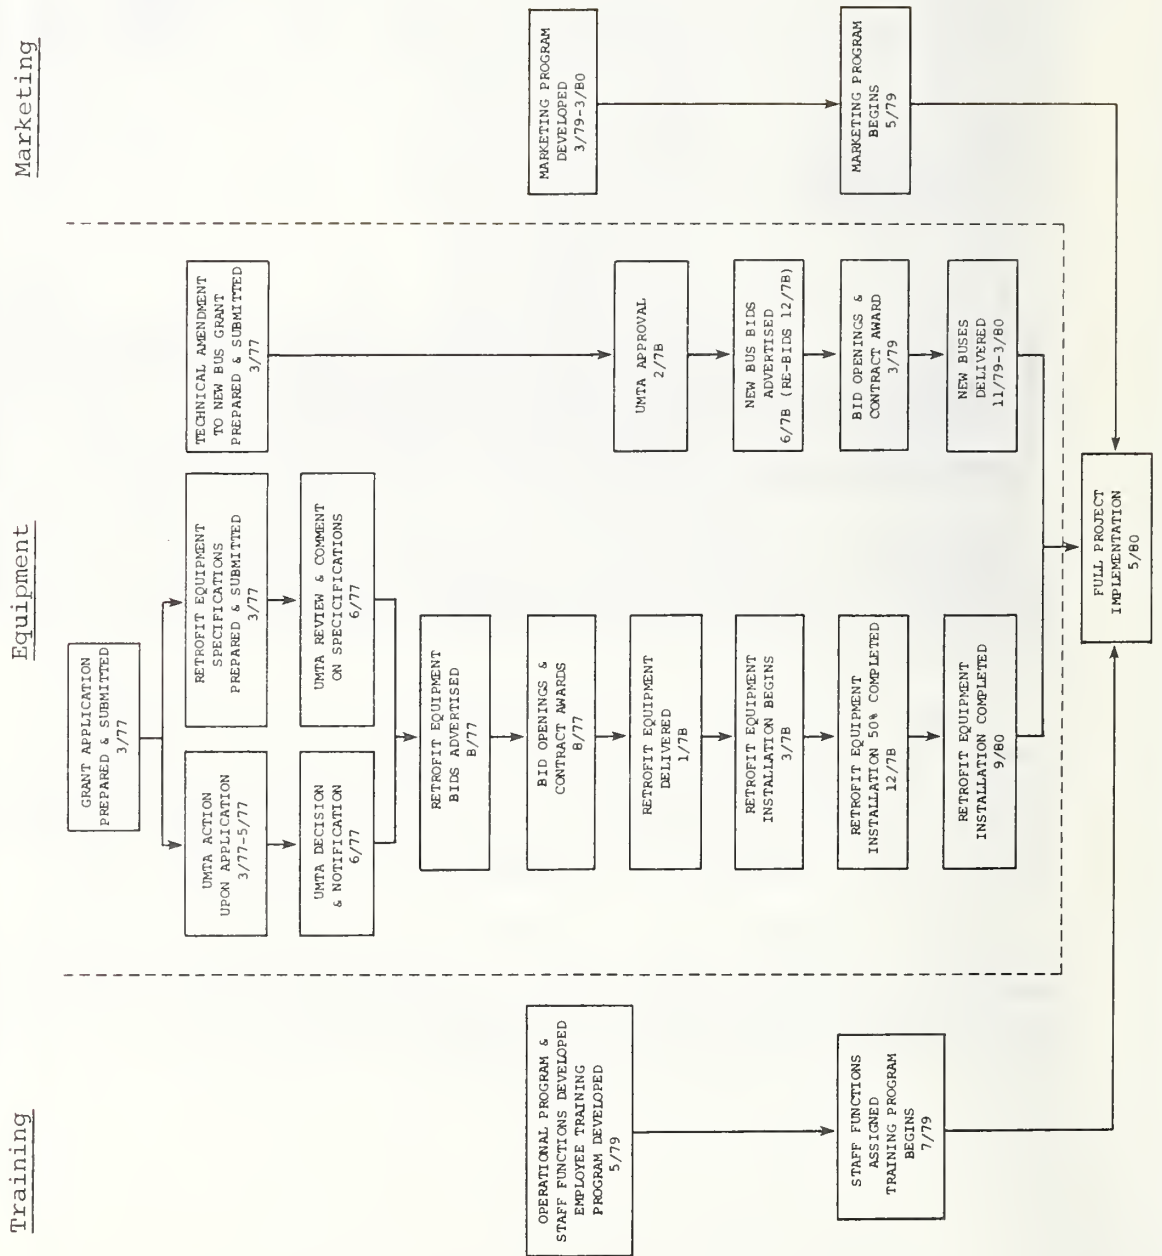 Training
Equipment
Marketing
GRANT APPLICATION
PREPARED & SUBMITTED
3/77
UMTA ACTION
UPON APPLICATION
3/77-5/77
RETROFIT EQUIPMENT
SPECIFICATIONS
PREPARED & SUBMITTED
3/77
TECHNICAL AMENDMENT
TO NEW BUS GRANT
PREPARED & SUBMITTED
3/77
UMTA DECISION
& NOTIFICATION
6/77
UMTA REVIEW & COMMENT
ON SPECICIFICATIONS
6/77
RETROFIT EQUIPMENT
BIDS ADVERTISED
8/77
OPERATIONAL PROGRAM &
STAFF FUNCTIONS DEVELOPED
EMPLOYEE TRAINING
PROGRAM DEVELOPED
5/79
BID OPENINGS &
CONTRACT AWARDS
8/77
MARKETING PROGRAM
DEVELOPED
3/79-3/80
RETROFIT EQUIPMENT
DELIVERED
1/78
UMTA APPROVAL
2/78
RETROFIT EQUIPMENT
INSTALLATION BEGINS
3/78
NEW BUS BIDS
ADVERTISED
6/78 (RE-BIDS 12/78)
STAFF FUNCTIONS
ASSIGNED
TRAINING PROGRAM
BEGINS
7/79
RETROFIT EQUIPMENT
INSTALLATION 50% COMPLETED
12/78
BID OPENINGS &
CONTRACT AWARD
3/79
MARKETING PROGRAM
BEGINS
5/79
RETROFIT EQUIPMENT
INSTALLATION COMPLETED
9/80
NEW BUSES
DELIVERED
11/79-3/80
FULL PROJECT
IMPLEMENTATION
5/80